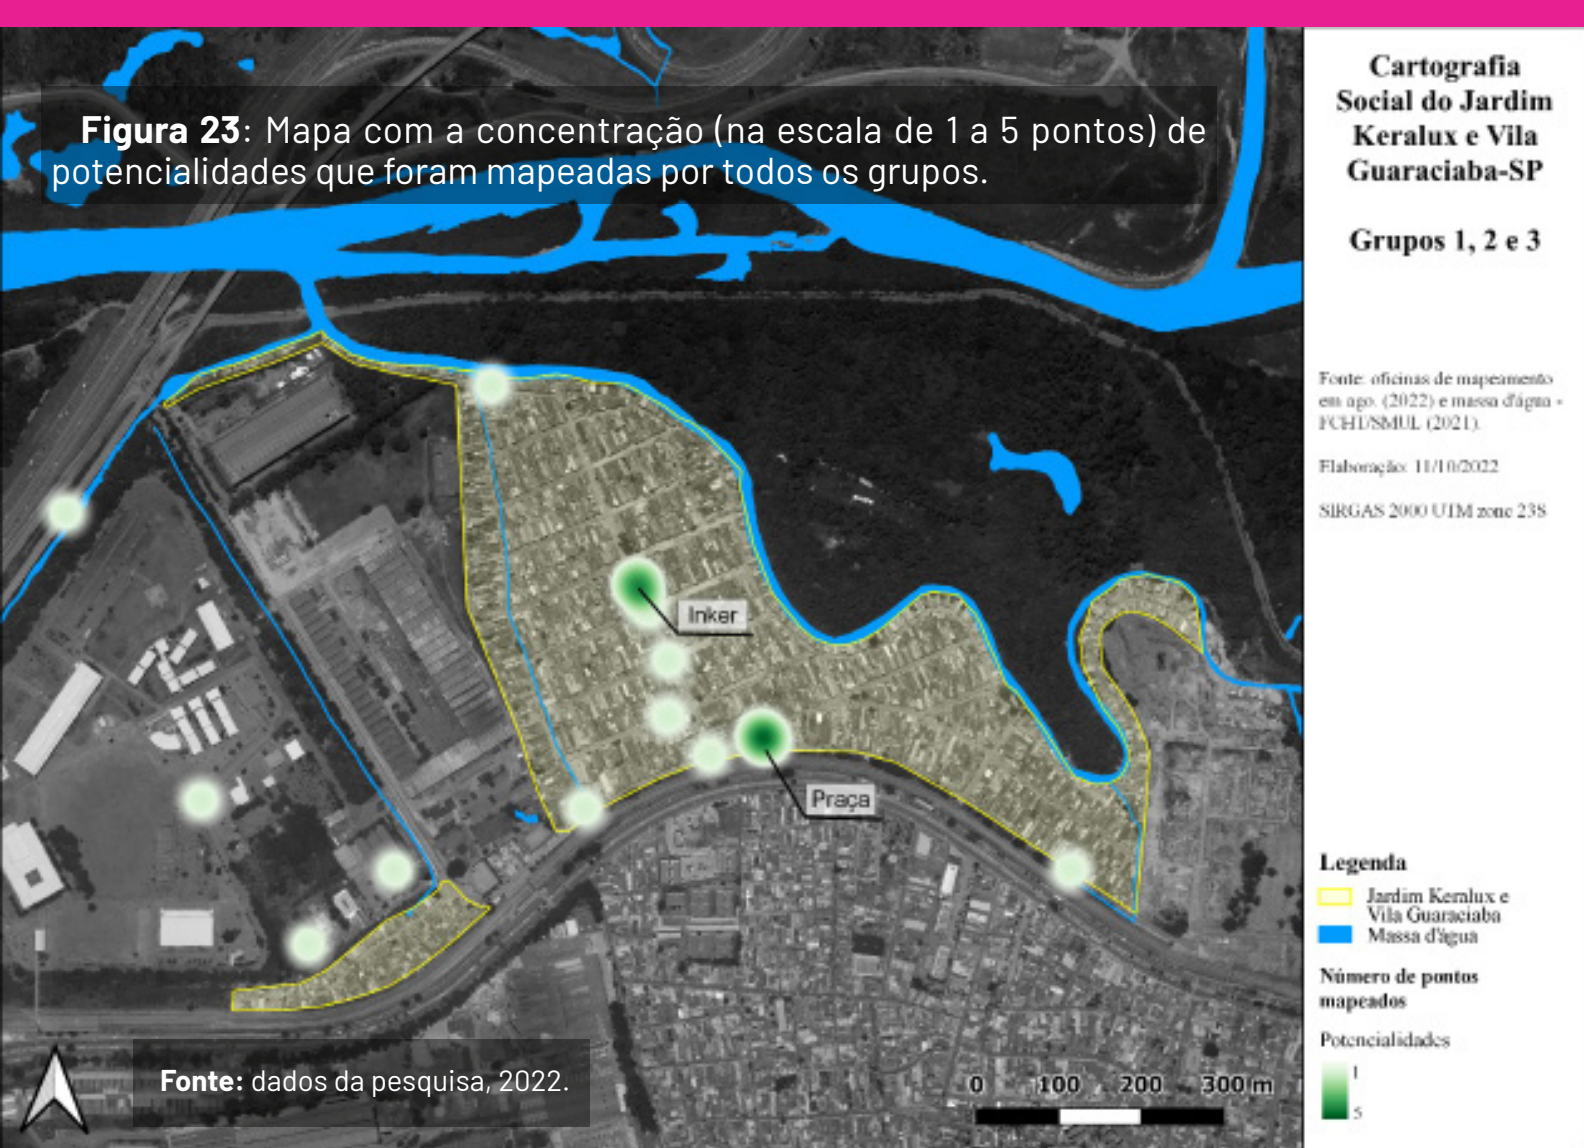 Figura 23: Mapa com a concentração (na escala de 1 a 5 pontos) de
potencialidades que foram mapeadas por todos os grupos.
Cartografia
Social do Jardim
Keralux e Vila
Guaraciaba-SP
Grupos 1, 2 e 3
Fonte: oficinas de mapeamento
em ago. (2022) e massa d'água -
FCHT/SMUL (2021).
Elaboração: 11/10/2022
SIRGAS 2000 UTM zone 23S
Inker
Praça
Legenda
Jardim Keralux e
Vila Guaraciaba
Massa d'água
Número de pontos
mapeados
Potencialidades
1
5
Fonte: dados da pesquisa, 2022.
0 100 200 300 m